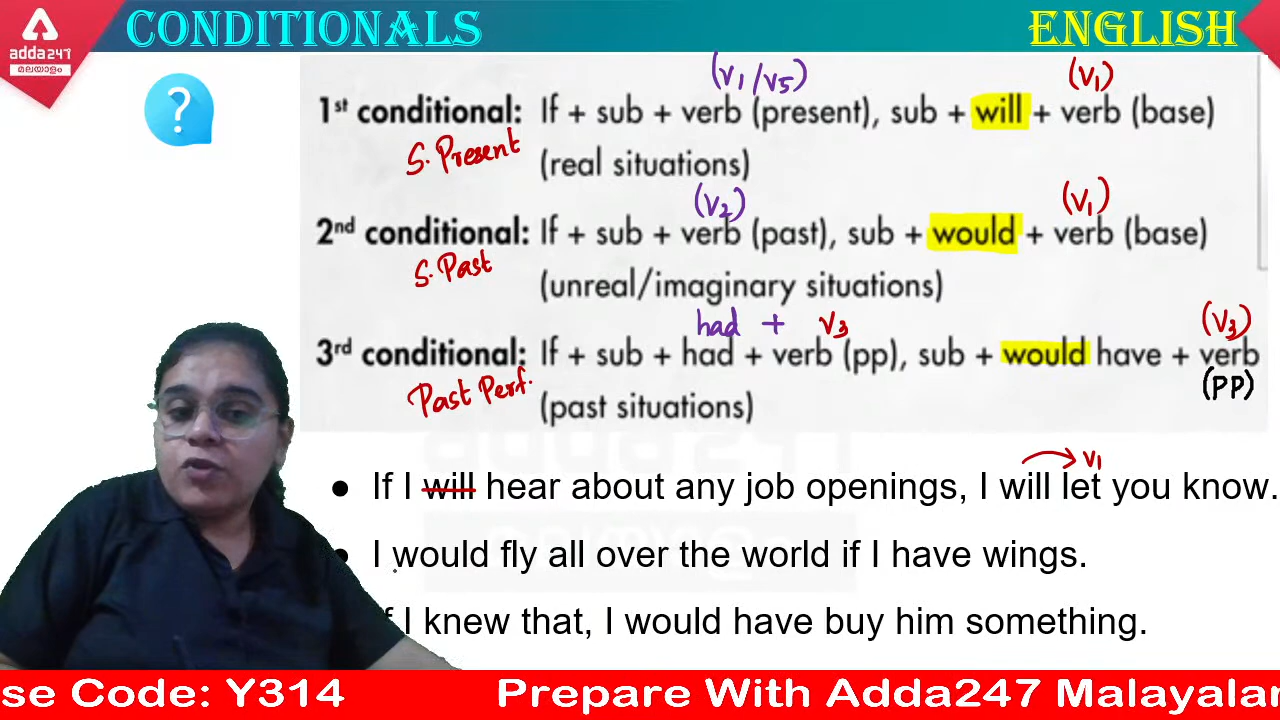 CONDITIONALS
ENGLISH
adda247
മലയാളം
?
(V1/V5)
(V1)
1st conditional: If + sub + verb (present), sub + will + verb (base)
S. Present
(real situations)
(V2)
(V1)
2nd conditional: If + sub + verb (past), sub + would + verb (base)
S. Past
(unreal/imaginary situations)
had + V3
(V3)
3rd conditional: If + sub + had + verb (pp), sub + would have + verb
(PP)
Past Perf.
(past situations)
V1
● If I will hear about any job openings, I will let you know.
I would fly all over the world if I have wings.
I knew that, I would have buy him something.
se Code: Y314 Prepare With Adda247 Malayalar